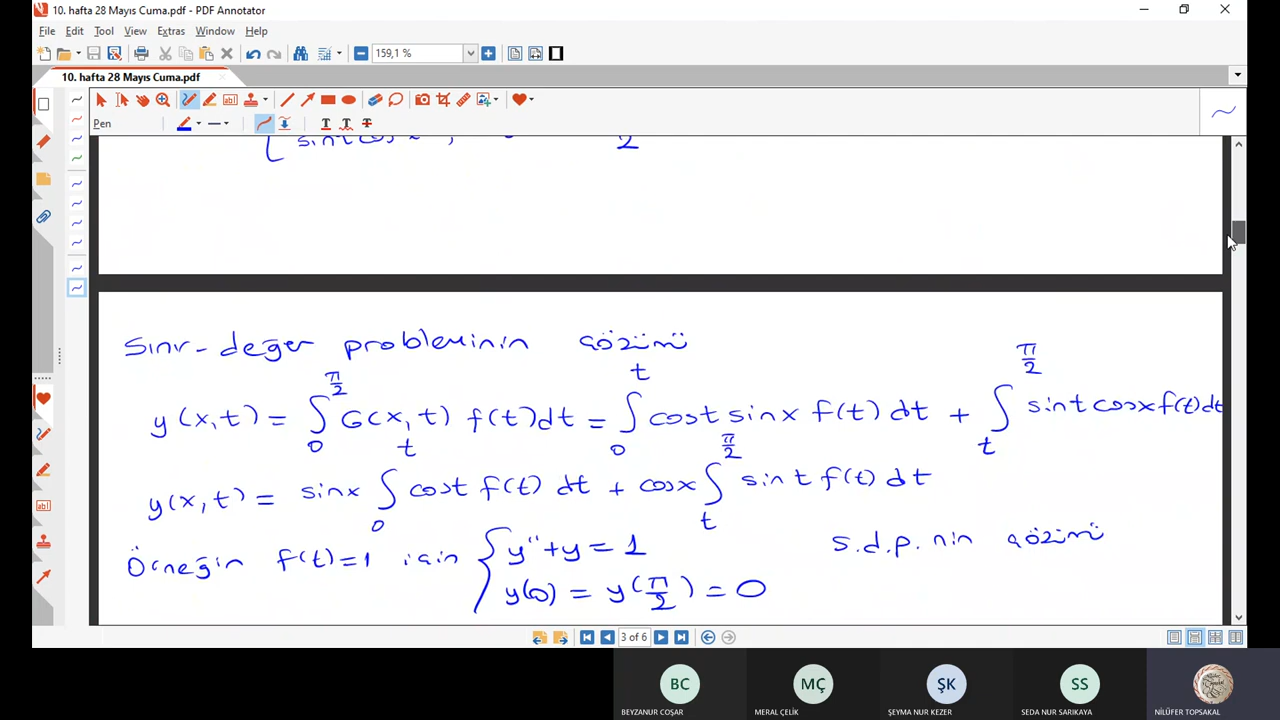 10. hafta 28 Mayıs Cuma.pdf - PDF Annotator
File Edit Tool View Extras Window Help
159,1 %
10. hafta 28 Mayıs Cuma.pdf
Pen
π/2
Sınır-değer probleminin çözümü
y(x,t) = ∫₀^{π/2} G(x,t) f(t)dt = ∫₀^t cost sinx f(t) dt + ∫_t^{π/2} sint cosx f(t)dt
y(x,t) = sinx ∫₀^t cost f(t) dt + cosx ∫_t^{π/2} sint f(t) dt
Örneğin f(t)=1 için { y''+y = 1 s.d.p. nin çözümü
y(0) = y(π/2) = 0
3 of 6
BC MÇ ŞK SS
BEYZANUR COŞAR MERAL ÇELİK ŞEYMA NUR KEZER SEDA NUR SARIKAYA NİLÜFER TOPSAKAL